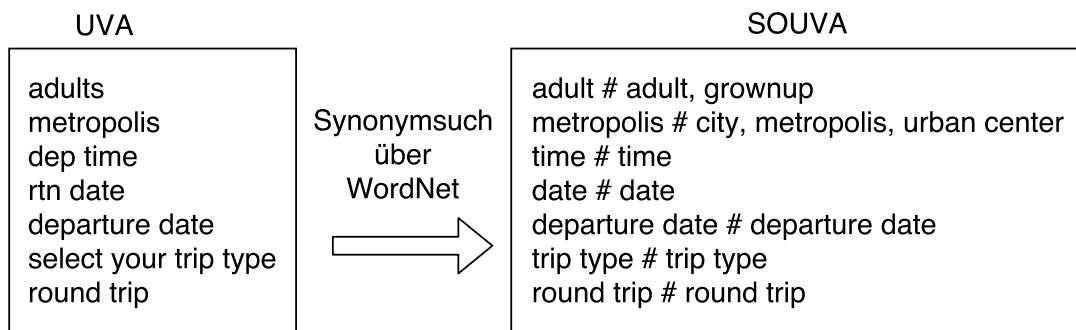 UVA
adults
metropolis
dep time
rtn date
departure date
select your trip type
round trip
Synonymsuch
über
WordNet
SOUVA
adult # adult, grownup
metropolis # city, metropolis, urban center
time # time
date # date
departure date # departure date
trip type # trip type
round trip # round trip